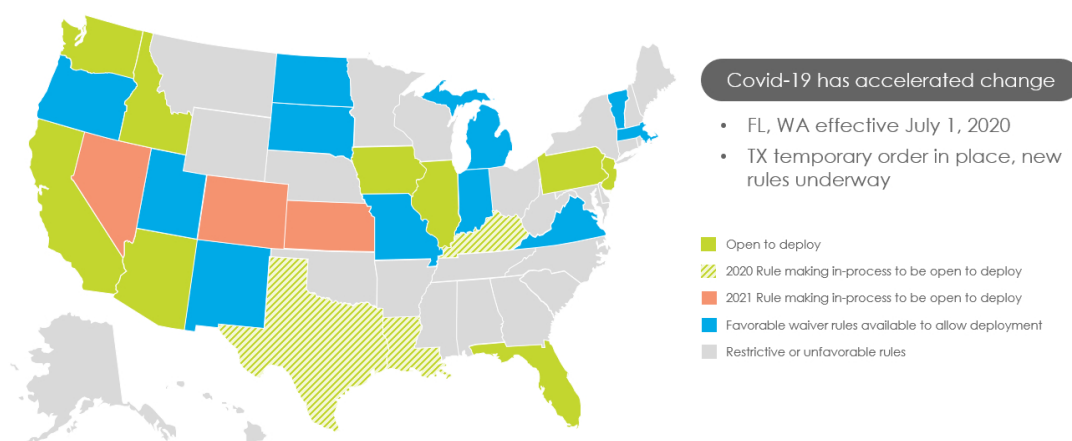 Covid-19 has accelerated change
• FL, WA effective July 1, 2020
• TX temporary order in place, new
rules underway
Open to deploy
2020 Rule making in-process to be open to deploy
2021 Rule making in-process to be open to deploy
Favorable waiver rules available to allow deployment
Restrictive or unfavorable rules